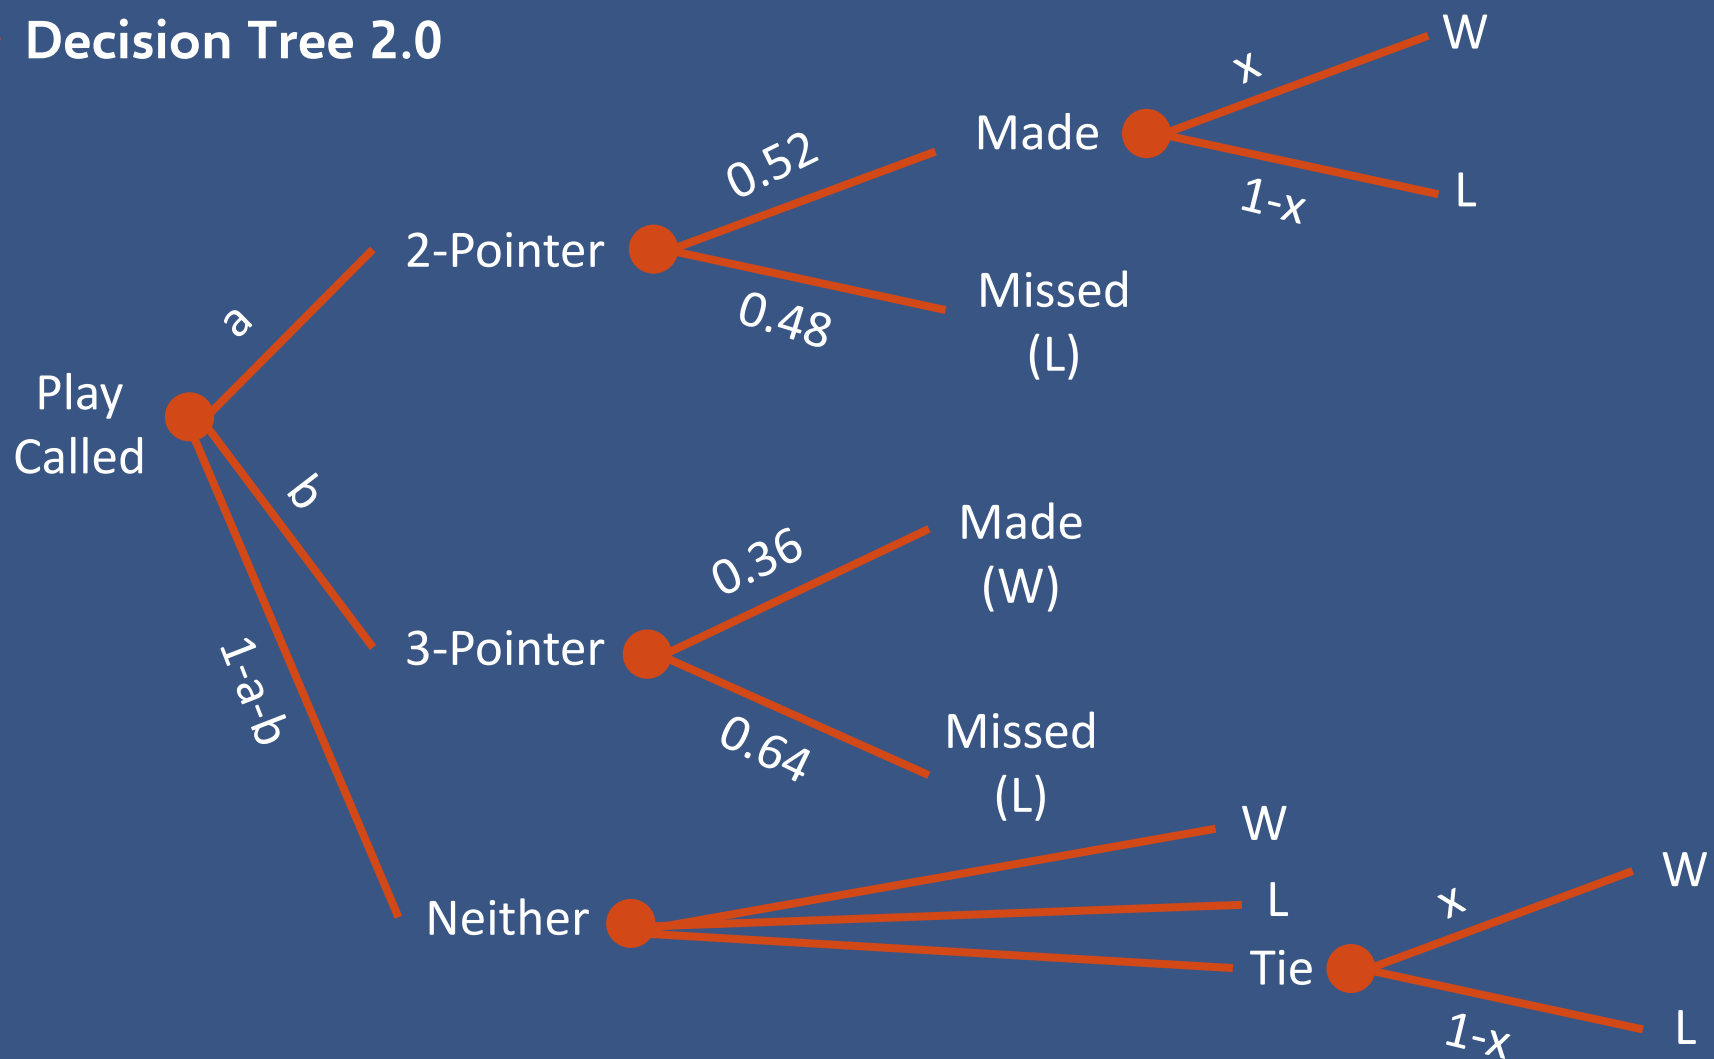 Decision Tree 2.0
W
x
Made
1-x
L
0.52
2-Pointer
0.48
Missed
(L)
a
Play
Called
b
1-a-b
3-Pointer
0.36
Made
(W)
0.64
Missed
(L)
Neither
W
L
Tie
x
W
1-x
L